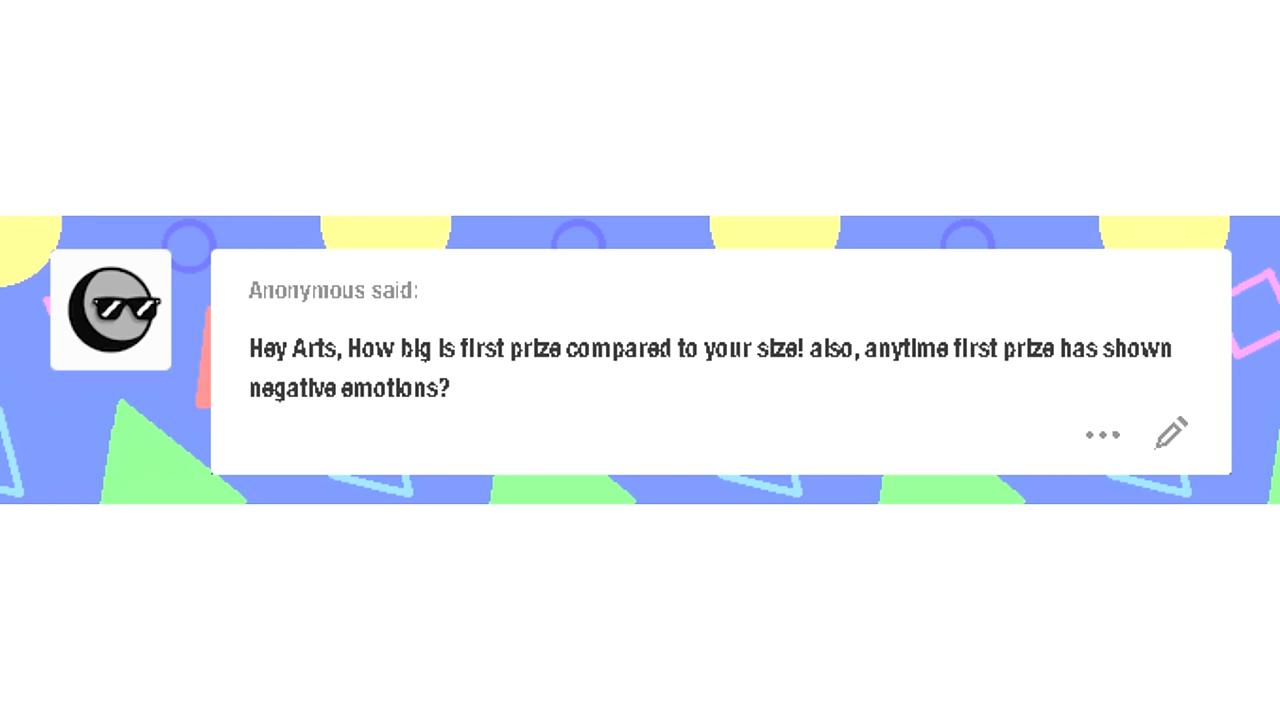 Anonymous said:
Hey Arts, How big is first prize compared to your size! also, anytime first prize has shown
negative emotions?